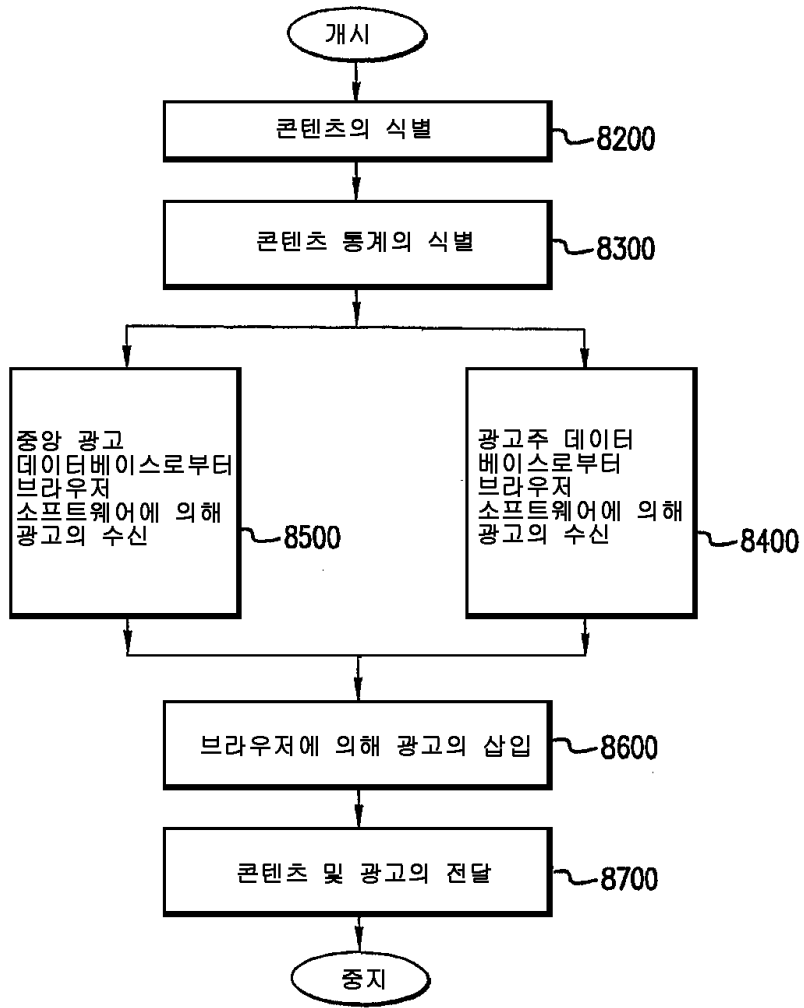 개시
콘텐츠의 식별
8200
콘텐츠 통계의 식별
8300
중앙 광고
데이터베이스로부터
브라우저
소프트웨어에 의해
광고의 수신
8500
광고주 데이터
베이스로부터
브라우저
소프트웨어에 의해
광고의 수신
8400
브라우저에 의해 광고의 삽입
8600
콘텐츠 및 광고의 전달
8700
중지